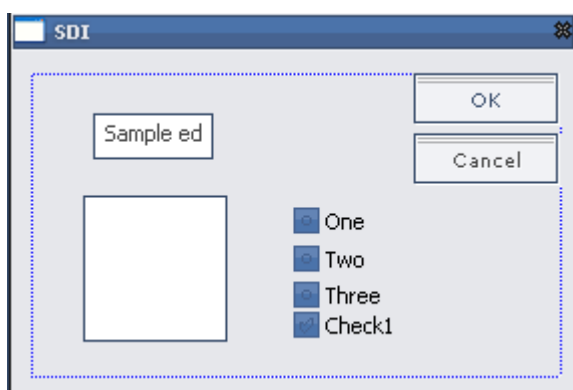 SDI
OK
Sample ed
Cancel
One
Two
Three
Check1